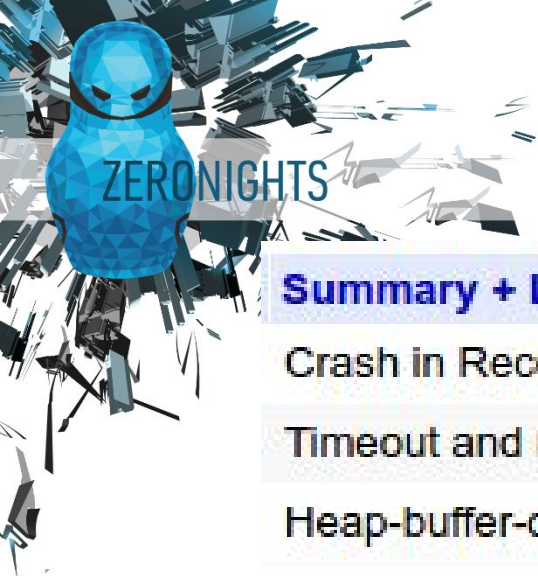 ZERONIGHTS
Summary + L
Crash in Rec
Timeout and
Heap-buffer-